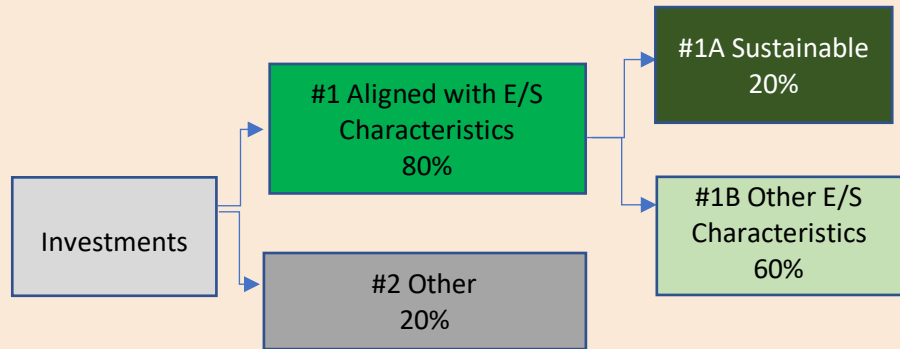 Investments
#1 Aligned with E/S
Characteristics
80%
#2 Other
20%
#1A Sustainable
20%
#1B Other E/S
Characteristics
60%